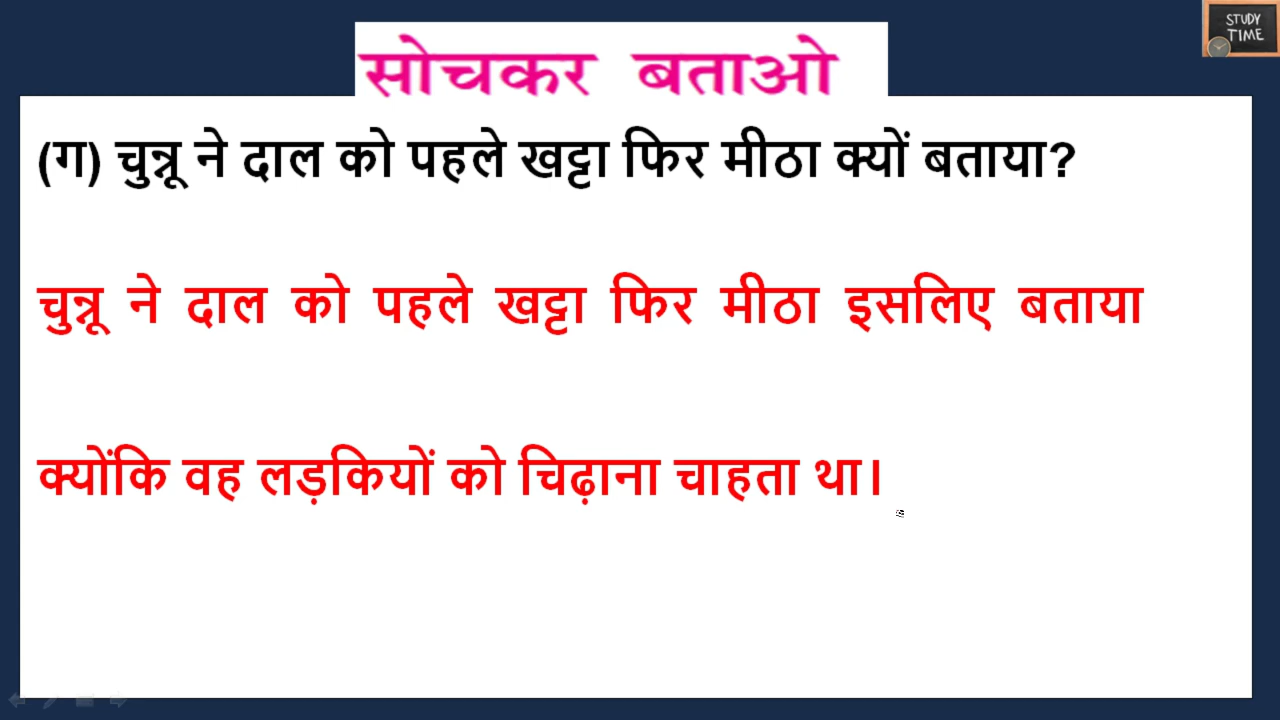 STUDY
TIME
सोचकर बताओ
(ग) चुन्नू ने दाल को पहले खट्टा फिर मीठा क्यों बताया?
चुन्नू ने दाल को पहले खट्टा फिर मीठा इसलिए बताया
क्योंकि वह लड़कियों को चिढ़ाना चाहता था।